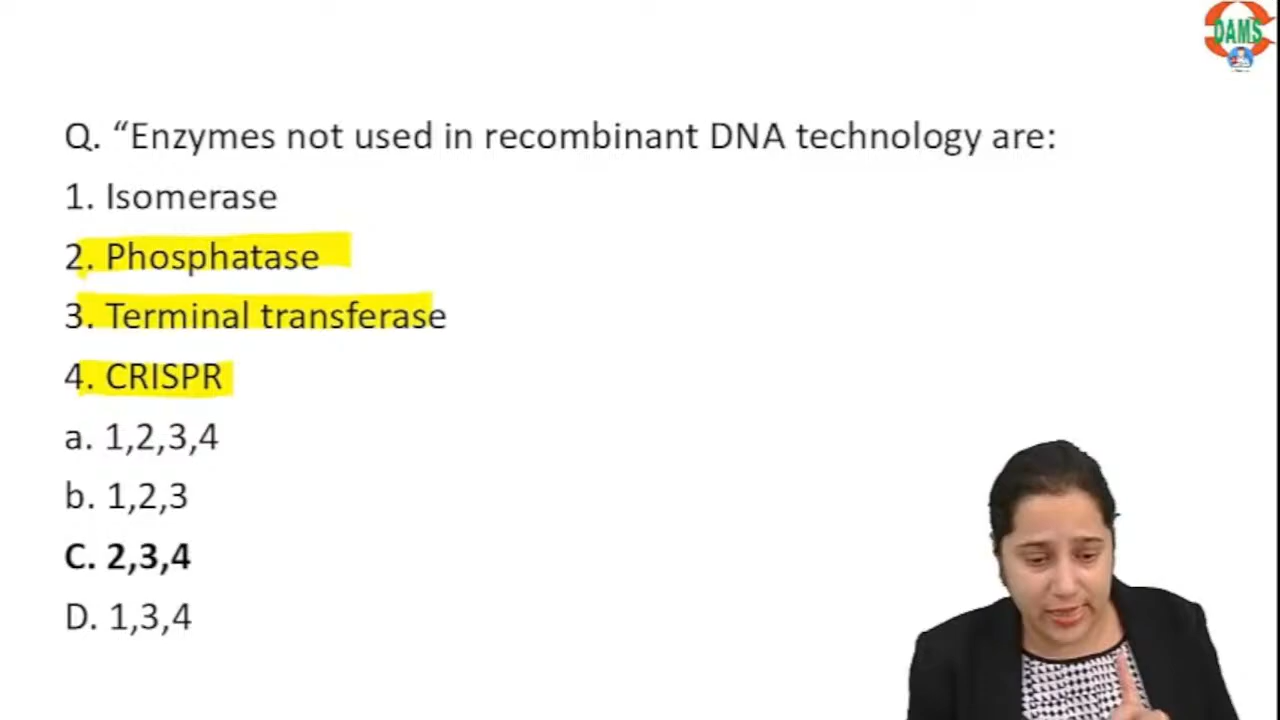 DAMS
Q. “Enzymes not used in recombinant DNA technology are:
1. Isomerase
2. Phosphatase
3. Terminal transferase
4. CRISPR
a. 1,2,3,4
b. 1,2,3
C. 2,3,4
D. 1,3,4